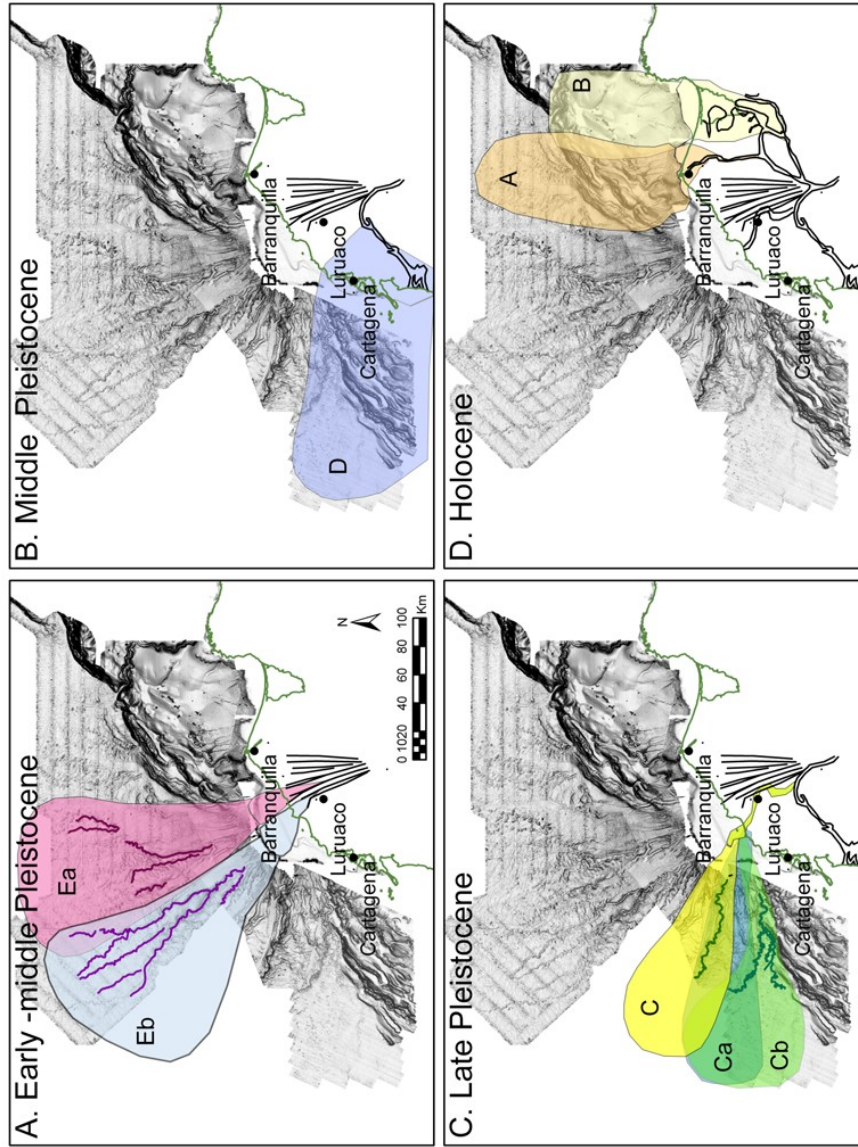 A. Early -middle Pleistocene
Ea
Eb
Barranquilla
Luruaco
Cartagena
N
0 10 20 40 60 80 100
Km
B. Middle Pleistocene
D
Barranquilla
Luruaco
Cartagena
C. Late Pleistocene
C
Ca
Cb
Barranquilla
Luruaco
Cartagena
D. Holocene
A
B
Barranquilla
Luruaco
Cartagena